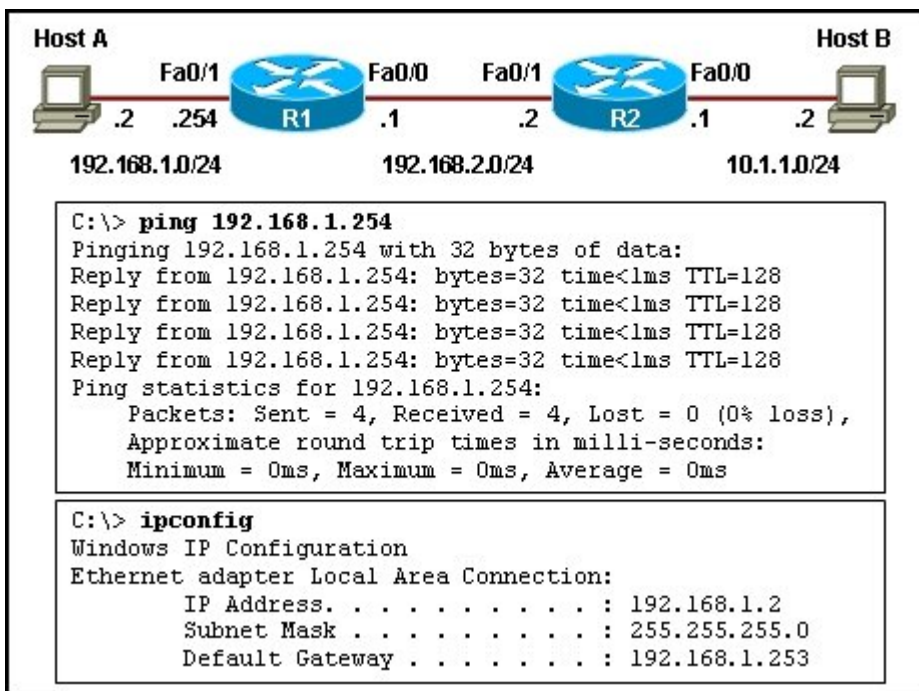 Host A
Host B
Fa0/1
Fa0/0
Fa0/1
Fa0/0
.2
.254
R1
.1
.2
R2
.1
.2
192.168.1.0/24
192.168.2.0/24
10.1.1.0/24
C:\> ping 192.168.1.254
Pinging 192.168.1.254 with 32 bytes of data:
Reply from 192.168.1.254: bytes=32 time<1ms TTL=128
Reply from 192.168.1.254: bytes=32 time<1ms TTL=128
Reply from 192.168.1.254: bytes=32 time<1ms TTL=128
Reply from 192.168.1.254: bytes=32 time<1ms TTL=128
Ping statistics for 192.168.1.254:
Packets: Sent = 4, Received = 4, Lost = 0 (0% loss),
Approximate round trip times in milli-seconds:
Minimum = 0ms, Maximum = 0ms, Average = 0ms
C:\> ipconfig
Windows IP Configuration
Ethernet adapter Local Area Connection:
IP Address. . . . . . . . . . : 192.168.1.2
Subnet Mask . . . . . . . . . : 255.255.255.0
Default Gateway . . . . . . . : 192.168.1.253